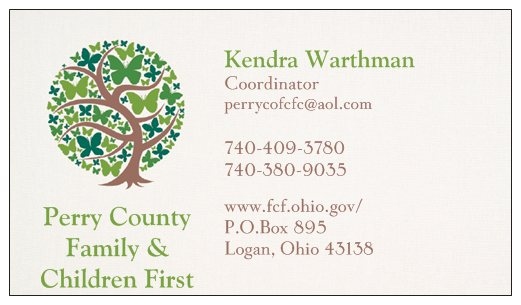 Kendra Warthman
Coordinator
perrycofcfc@aol.com
740-409-3780
740-380-9035
www.fcf.ohio.gov/
P.O.Box 895
Logan, Ohio 43138
Perry County
Family &
Children First